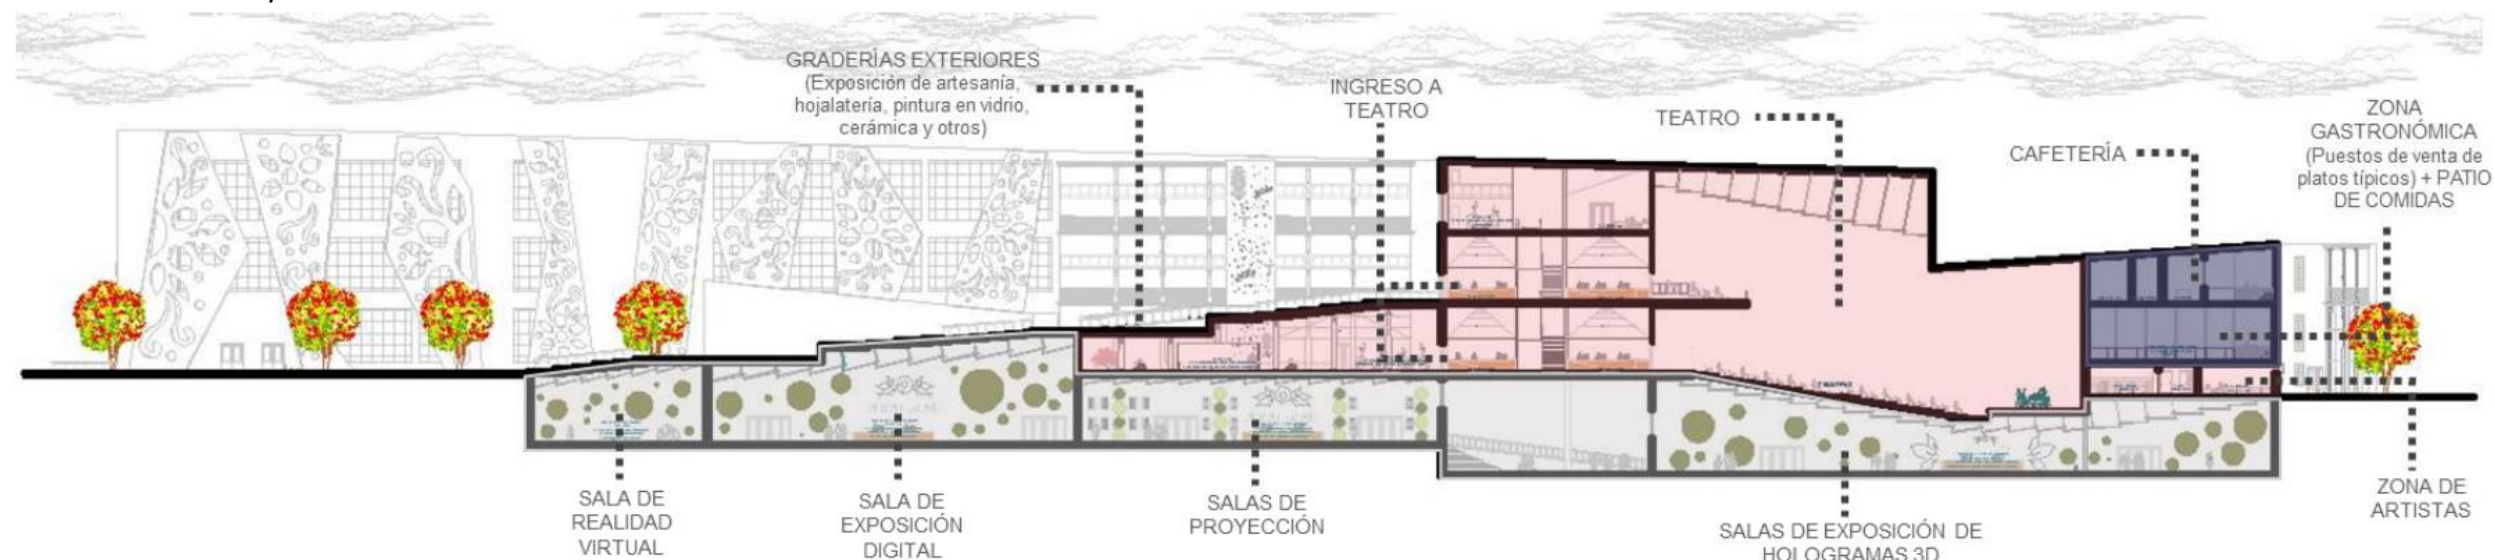 GRADERÍAS EXTERIORES
(Exposición de artesanía,
hojalatería, pintura en vidrio,
cerámica y otros)
INGRESO A
TEATRO
TEATRO
CAFETERÍA
ZONA
GASTRONÓMICA
(Puestos de venta de
platos típicos) + PATIO
DE COMIDAS
SALA DE
REALIDAD
VIRTUAL
SALA DE
EXPOSICIÓN
DIGITAL
SALAS DE
PROYECCIÓN
SALAS DE EXPOSICIÓN DE
HOLOGRAMAS 3D
ZONA DE
ARTISTAS